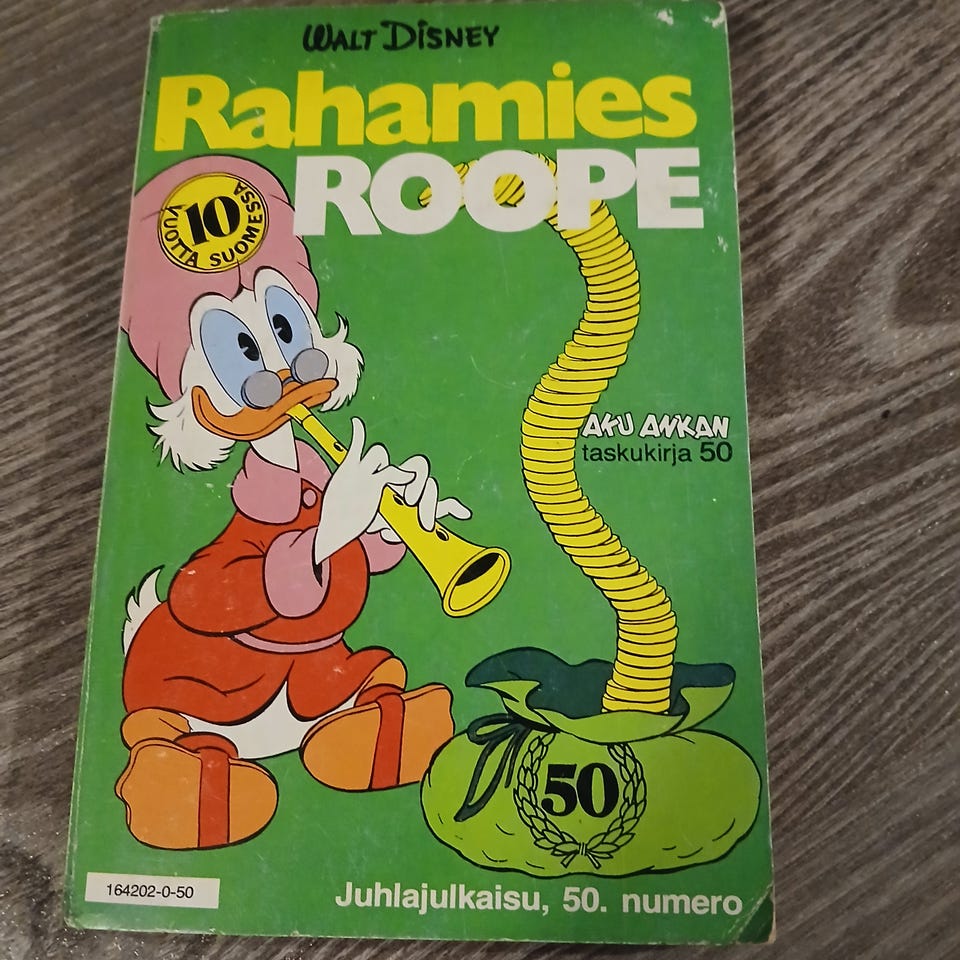 WALT DISNEY
Rahamies
ROOPE
10
VUOTTA SUOMESSA
AKU ANKAN
taskukirja 50
50
164202-0-50
Juhlajulkaisu, 50. numero